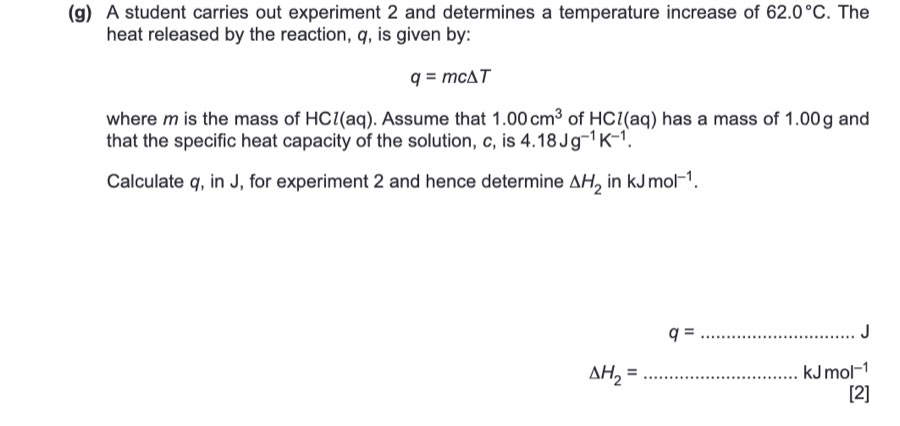 (g) A student carries out experiment 2 and determines a temperature increase of 62.0 °C. The
heat released by the reaction, q, is given by:
q = mcΔT
where m is the mass of HCl(aq). Assume that 1.00 cm³ of HCl(aq) has a mass of 1.00 g and
that the specific heat capacity of the solution, c, is 4.18 J g⁻¹ K⁻¹.
Calculate q, in J, for experiment 2 and hence determine ΔH₂ in kJ mol⁻¹.
q = .............................. J
ΔH₂ = .............................. kJ mol⁻¹
[2]